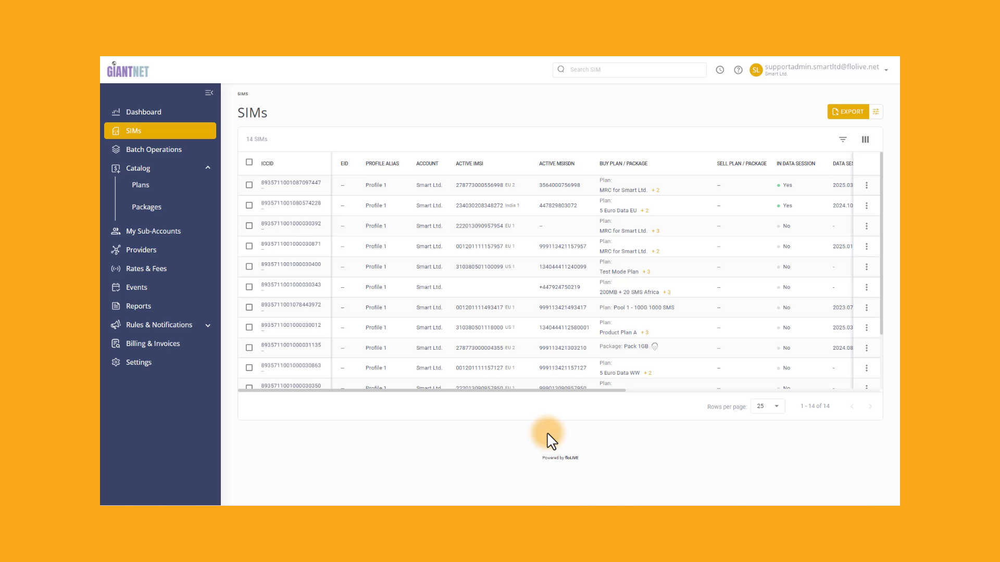 GIANTNET
Search SIM
SL
supportadmin.smartltd@flolive.net
Smart Ltd.
Dashboard
SIMs
Batch Operations
Catalog
Plans
Packages
My Sub-Accounts
Providers
Rates & Fees
Events
Reports
Rules & Notifications
Billing & Invoices
Settings
SIMS
SIMs
EXPORT
14 SIMs
ICCID EID PROFILE ALIAS ACCOUNT ACTIVE IMSI ACTIVE MSISDN BUY PLAN / PACKAGE SELL PLAN / PACKAGE IN DATA SESSION DATA SES
8935711001087097447 -- Profile 1 Smart Ltd. 278773000556998 EU 2 3564000756998 Plan: -- Yes 2025.03
-- MRC for Smart Ltd. + 2
8935711001080574228 -- Profile 1 Smart Ltd. 234030208348272 India 1 447829803072 Plan: -- Yes 2024.10
-- 5 Euro Data EU + 2
8935711001000030392 -- Profile 1 Smart Ltd. 222013090957954 EU 1 -- Plan: -- No -
-- MRC for Smart Ltd. + 3
8935711001000030871 -- Profile 1 Smart Ltd. 001201111157957 EU 1 999113421157957 Plan: -- No 2025.01
-- MRC for Smart Ltd. + 2
8935711001000030400 -- Profile 1 Smart Ltd. 310380501100099 US 1 134044411240099 Plan: -- No -
-- Test Mode Plan + 3
8935711001000030343 -- Profile 1 Smart Ltd. +447924750219 Plan: -- No -
-- 200MB + 20 SMS Africa + 3
8935711001078443972 -- Profile 1 Smart Ltd. 001201111493417 EU 1 999113421493417 Plan: Pool 1 - 100G 1000 SMS -- No 2023.07
--
8935711001000030012 -- Profile 1 Smart Ltd. 310380501118000 US 1 1340444112580001 Plan: -- No 2025.03
-- Product Plan A + 3
8935711001000031135 -- Profile 1 Smart Ltd. 278773000004355 EU 2 999113421303210 Package: Pack 1GB -- No 2024.08
--
8935711001000030863 -- Profile 1 Smart Ltd. 001201111157127 EU 1 999113421157127 Plan: -- No -
-- 5 Euro Data WW + 2
8935711001000030350 -- Profile 1 Smart Ltd. 222013090957950 EU 1 999013090957950 Plan: -- No -
Rows per page: 25 1 - 14 of 14
Powered by floLIVE